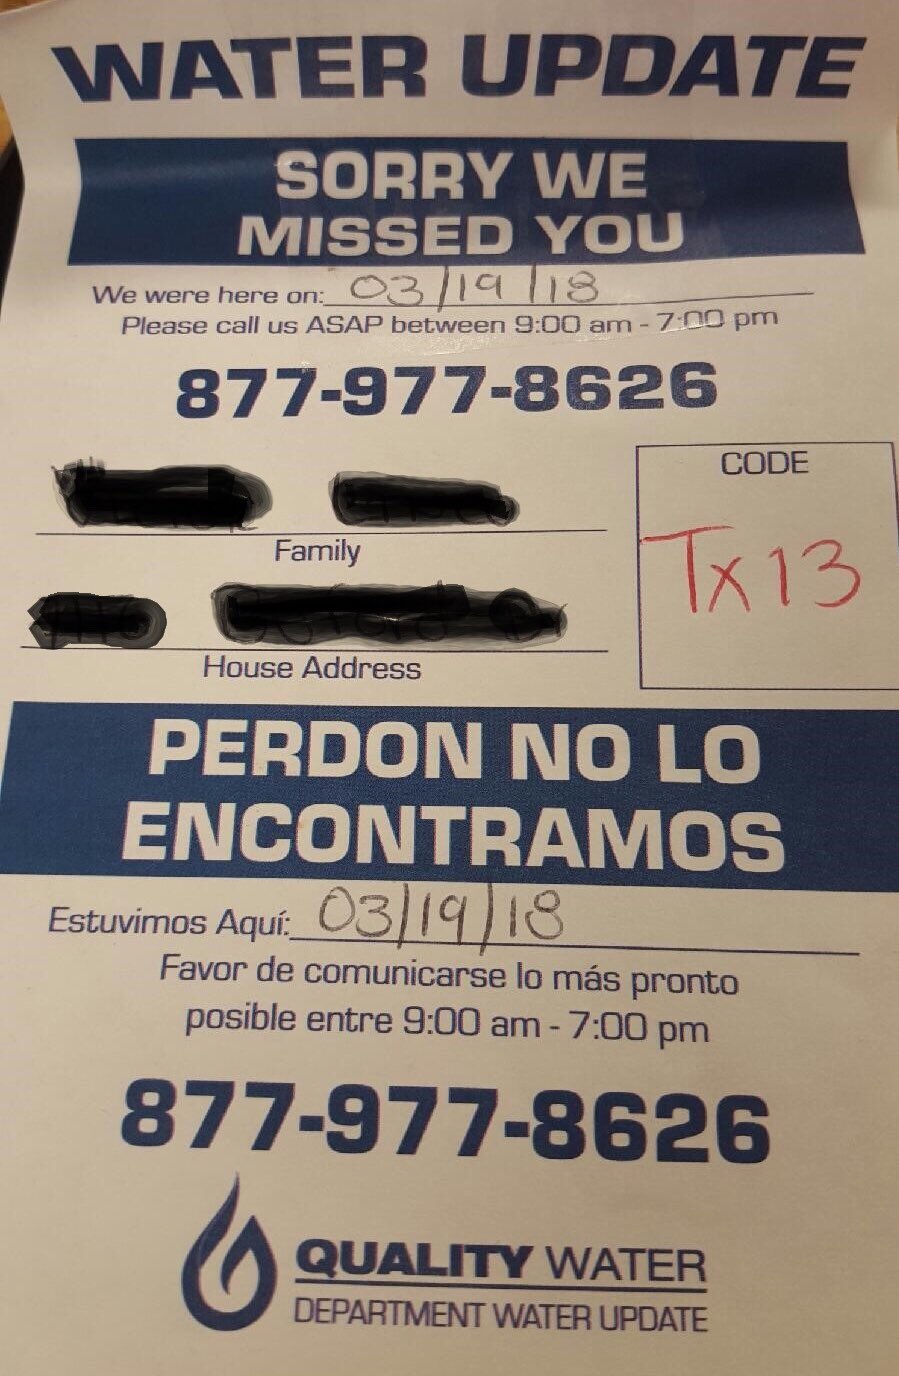 WATER UPDATE
SORRY WE
MISSED YOU
We were here on: 03/19/18
Please call us ASAP between 9:00 am - 7:00 pm
877-977-8626
CODE
Tx13
Family
House Address
PERDON NO LO
ENCONTRAMOS
Estuvimos Aquí: 03/19/18
Favor de comunicarse lo más pronto
posible entre 9:00 am - 7:00 pm
877-977-8626
QUALITY WATER
DEPARTMENT WATER UPDATE